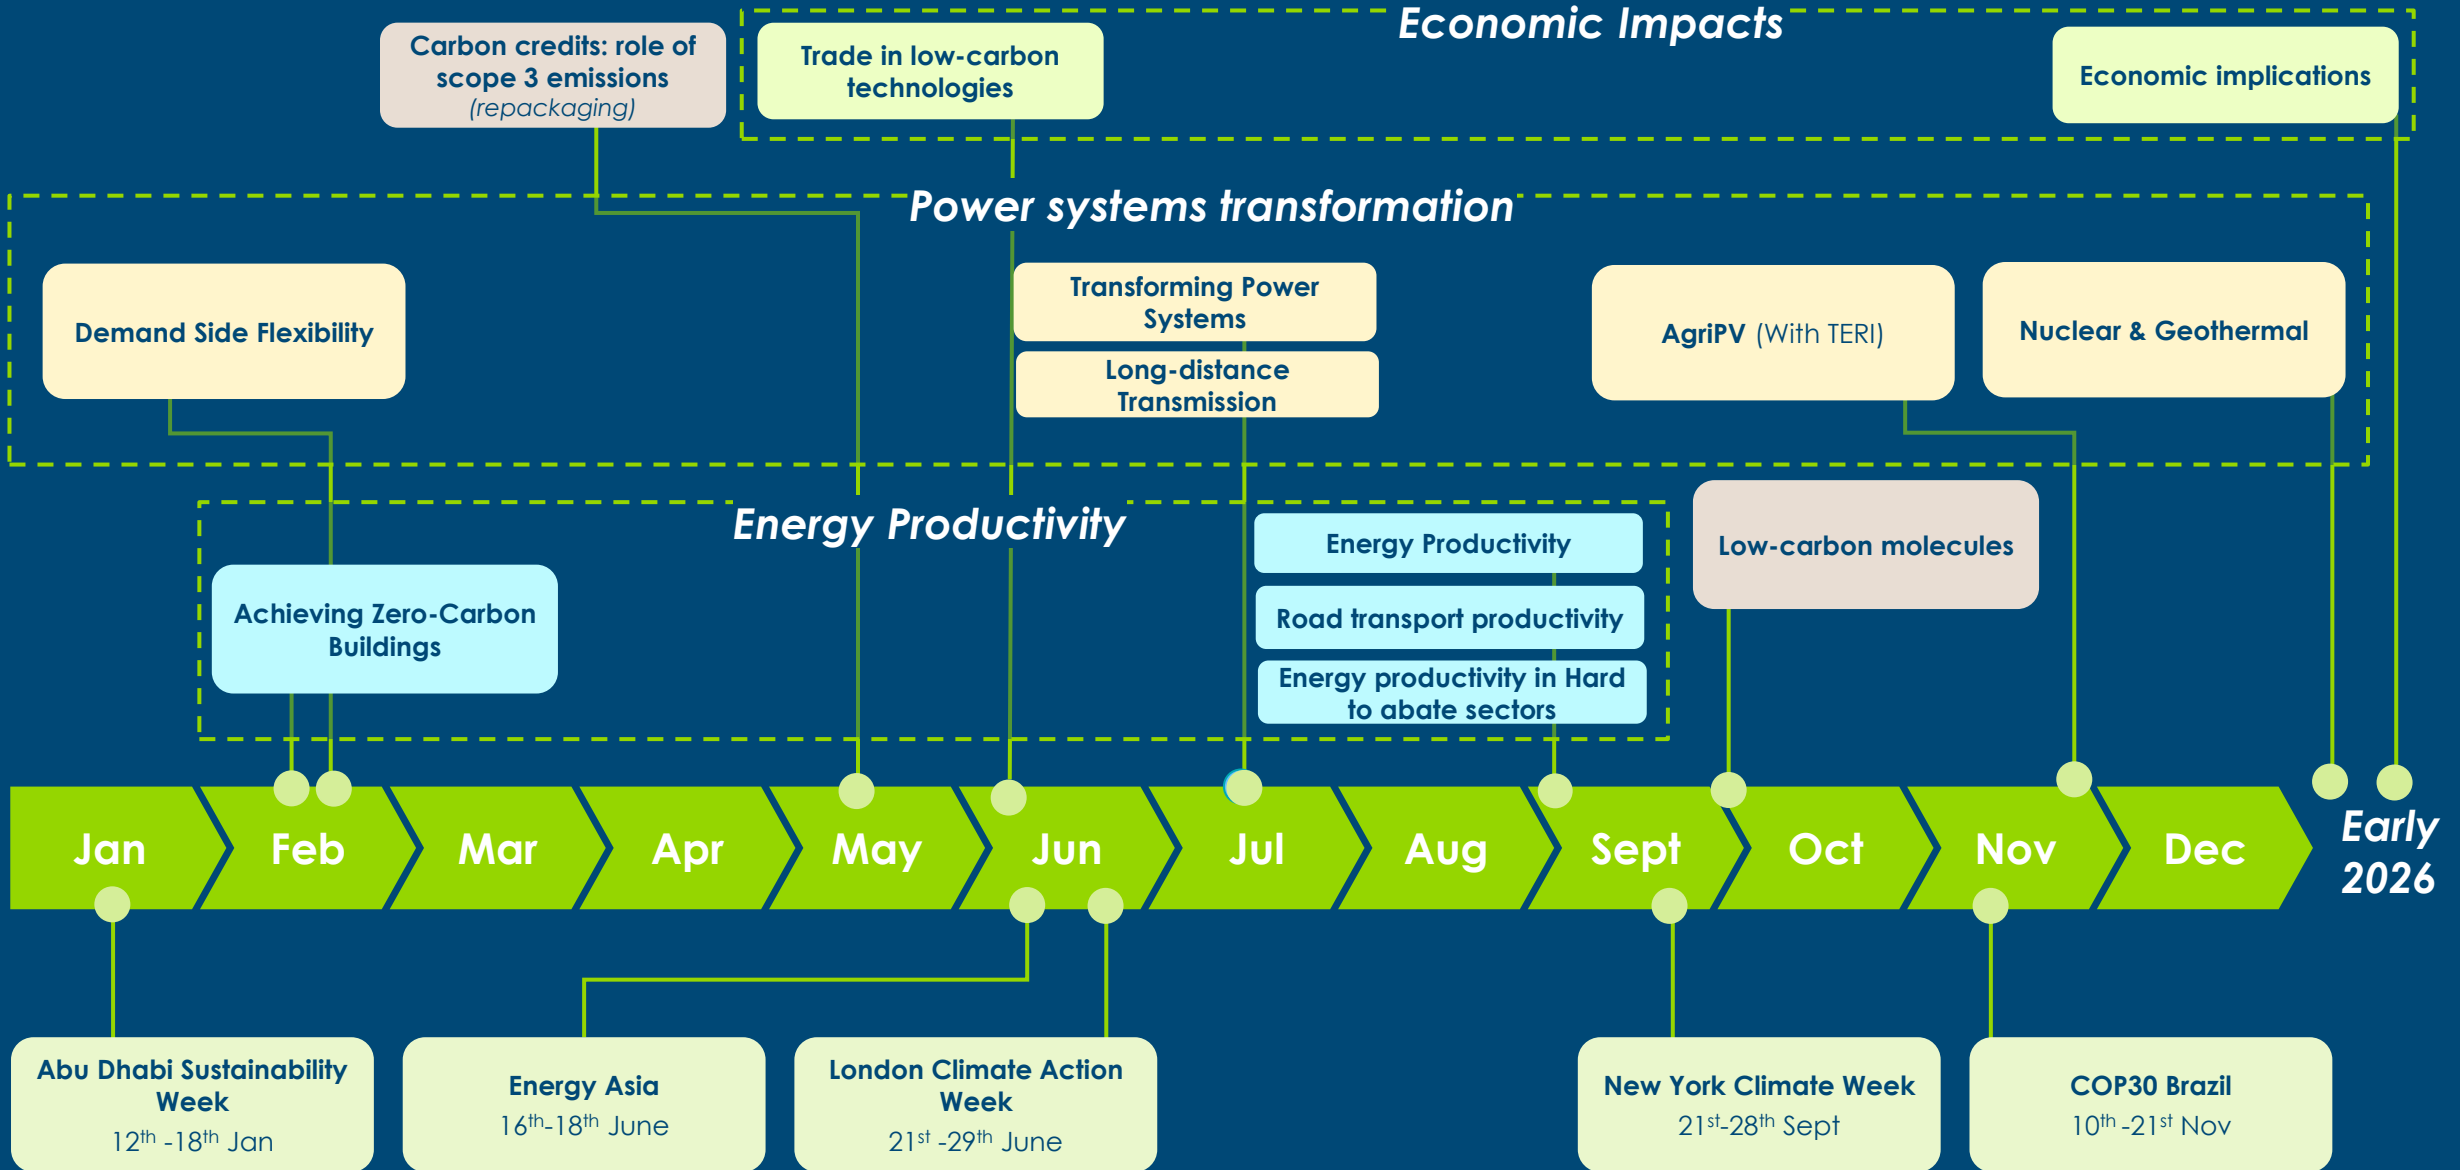 Economic Impacts
Carbon credits: role of
scope 3 emissions
(repackaging)
Trade in low-carbon
technologies
Economic implications
Power systems transformation
Demand Side Flexibility
Transforming Power
Systems
Long-distance
Transmission
AgriPV (With TERI)
Nuclear & Geothermal
Energy Productivity
Achieving Zero-Carbon
Buildings
Energy Productivity
Road transport productivity
Energy productivity in Hard
to abate sectors
Low-carbon molecules
Jan
Feb
Mar
Apr
May
Jun
Jul
Aug
Sept
Oct
Nov
Dec
Early
2026
Abu Dhabi Sustainability
Week
12th -18th Jan
Energy Asia
16th-18th June
London Climate Action
Week
21st -29th June
New York Climate Week
21st-28th Sept
COP30 Brazil
10th -21st Nov